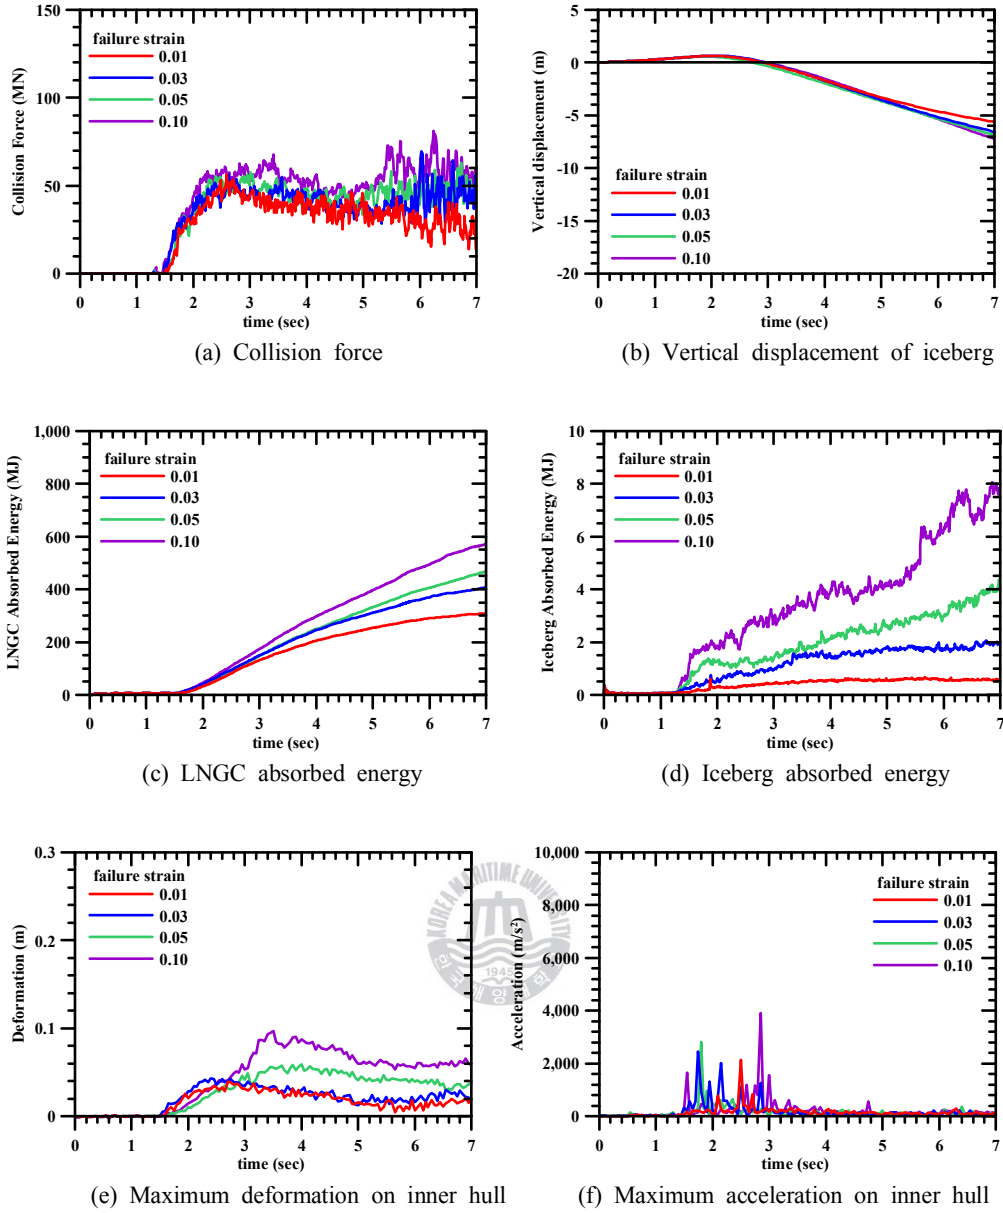 150
100
50
0
Collision Force (MN)
failure strain
0.01
0.03
0.05
0.10
0 1 2 3 4 5 6 7
time (sec)
(a) Collision force
5
0
-5
-10
-15
-20
Vertical displacement (m)
failure strain
0.01
0.03
0.05
0.10
0 1 2 3 4 5 6 7
time (sec)
(b) Vertical displacement of iceberg
1,000
800
600
400
200
0
LNGC Absorbed Energy (MJ)
failure strain
0.01
0.03
0.05
0.10
0 1 2 3 4 5 6 7
time (sec)
(c) LNGC absorbed energy
10
8
6
4
2
0
Iceberg Absorbed Energy (MJ)
failure strain
0.01
0.03
0.05
0.10
0 1 2 3 4 5 6 7
time (sec)
(d) Iceberg absorbed energy
0.3
0.2
0.1
0
Deformation (m)
failure strain
0.01
0.03
0.05
0.10
0 1 2 3 4 5 6 7
time (sec)
(e) Maximum deformation on inner hull
KOREA MARITIME UNIVERSITY
1945
한국해양대학
10,000
8,000
6,000
4,000
2,000
0
Acceleration (m/s²)
failure strain
0.01
0.03
0.05
0.10
0 1 2 3 4 5 6 7
time (sec)
(f) Maximum acceleration on inner hull